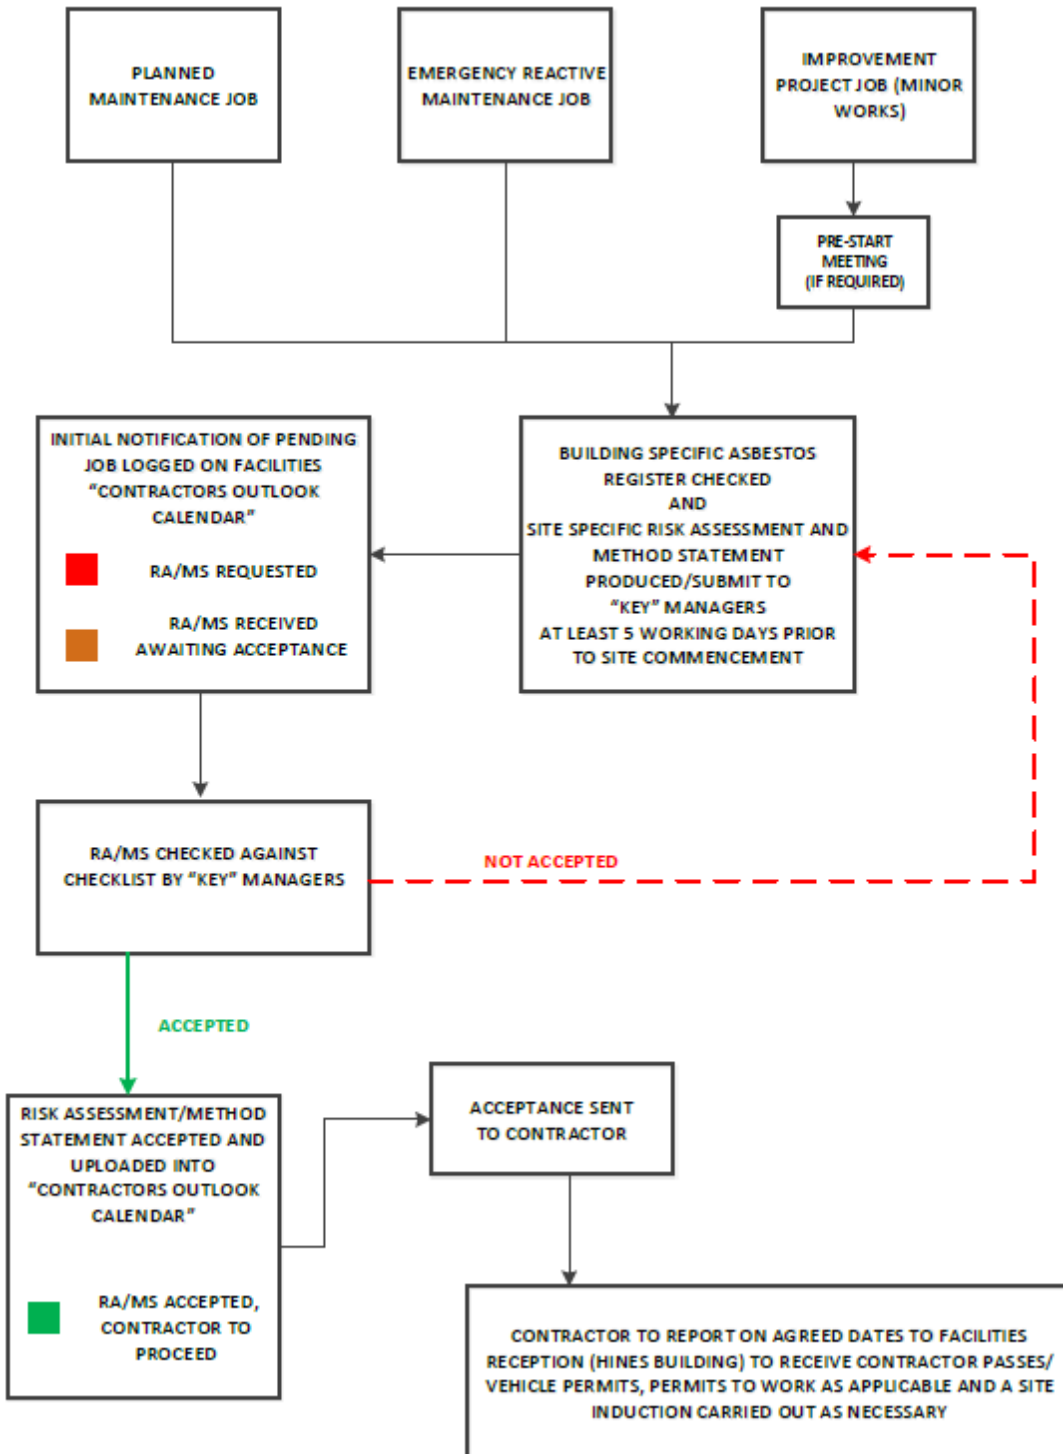 PLANNED
MAINTENANCE JOB
EMERGENCY REACTIVE
MAINTENANCE JOB
IMPROVEMENT
PROJECT JOB (MINOR
WORKS)
PRE-START
MEETING
(IF REQUIRED)
INITIAL NOTIFICATION OF PENDING
JOB LOGGED ON FACILITIES
“CONTRACTORS OUTLOOK
CALENDAR”
RA/MS REQUESTED
RA/MS RECEIVED
AWAITING ACCEPTANCE
BUILDING SPECIFIC ASBESTOS
REGISTER CHECKED
AND
SITE SPECIFIC RISK ASSESSMENT AND
METHOD STATEMENT
PRODUCED/SUBMIT TO
“KEY” MANAGERS
AT LEAST 5 WORKING DAYS PRIOR
TO SITE COMMENCEMENT
RA/MS CHECKED AGAINST
CHECKLIST BY “KEY” MANAGERS
NOT ACCEPTED
ACCEPTED
RISK ASSESSMENT/METHOD
STATEMENT ACCEPTED AND
UPLOADED INTO
“CONTRACTORS OUTLOOK
CALENDAR”
RA/MS ACCEPTED,
CONTRACTOR TO
PROCEED
ACCEPTANCE SENT
TO CONTRACTOR
CONTRACTOR TO REPORT ON AGREED DATES TO FACILITIES
RECEPTION (HINES BUILDING) TO RECEIVE CONTRACTOR PASSES/
VEHICLE PERMITS, PERMITS TO WORK AS APPLICABLE AND A SITE
INDUCTION CARRIED OUT AS NECESSARY